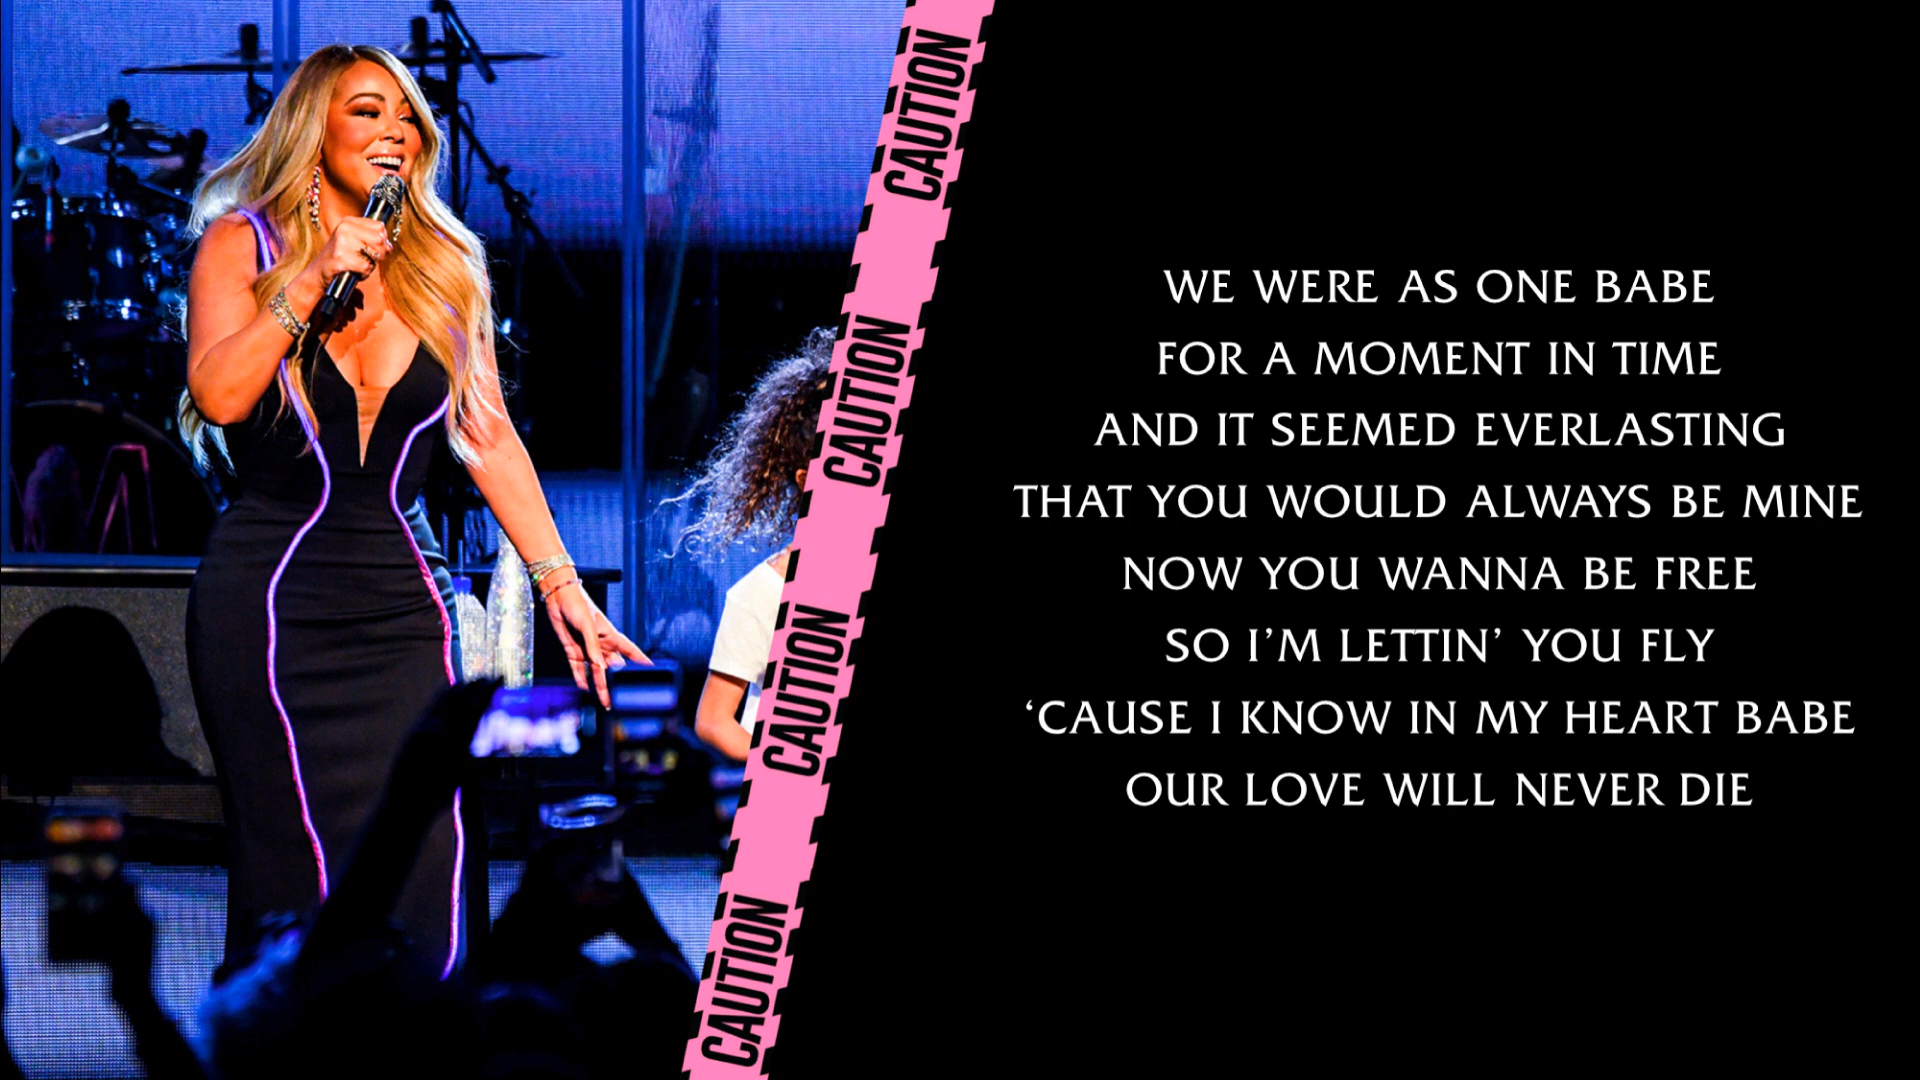 CAUTION
CAUTION
CAUTION
CAUTION
WE WERE AS ONE BABE
FOR A MOMENT IN TIME
AND IT SEEMED EVERLASTING
THAT YOU WOULD ALWAYS BE MINE
NOW YOU WANNA BE FREE
SO I’M LETTIN’ YOU FLY
‘CAUSE I KNOW IN MY HEART BABE
OUR LOVE WILL NEVER DIE